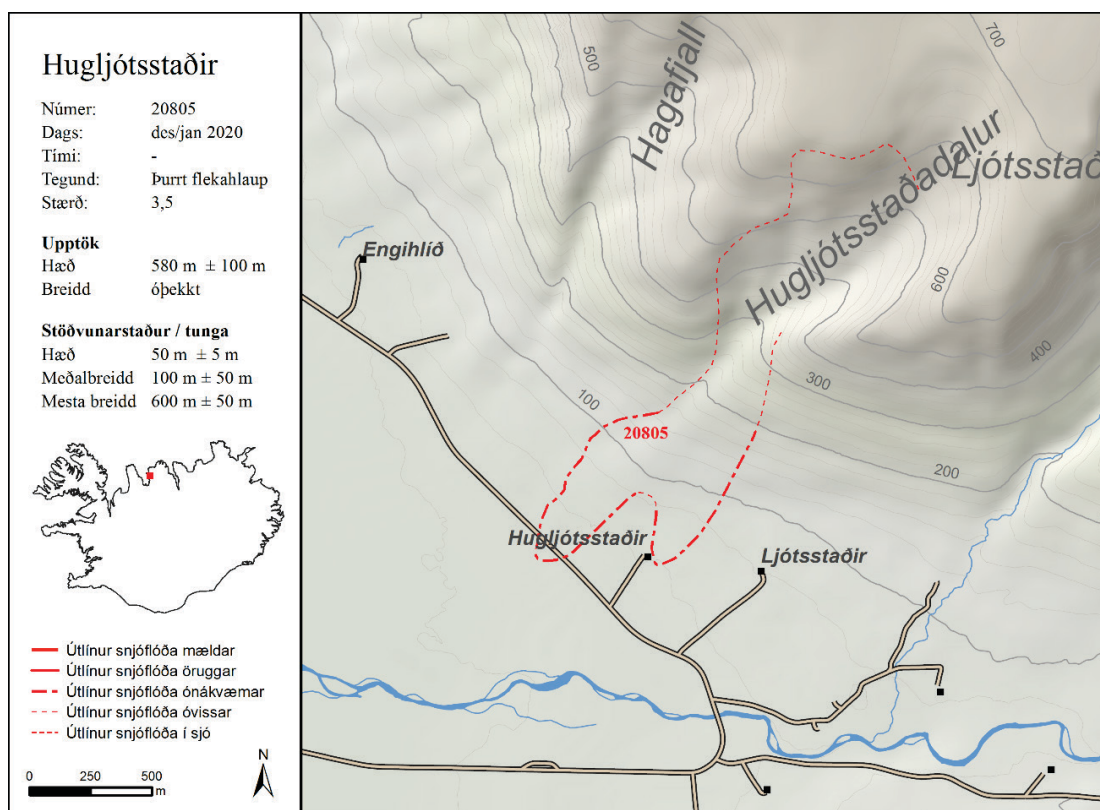 Hugljótsstaðir
Númer: 20805
Dags: des/jan 2020
Tími: -
Tegund: Þurrt flekahlaup
Stærð: 3,5
Upptök
Hæð 580 m ± 100 m
Breidd óþekkt
Stöðvunarstaður / tunga
Hæð 50 m ± 5 m
Meðalbreidd 100 m ± 50 m
Mesta breidd 600 m ± 50 m
Útlínur snjóflóða mældar
Útlínur snjóflóða öruggar
Útlínur snjóflóða ónákvæmar
Útlínur snjóflóða óvissar
Útlínur snjóflóða í sjó
0 250 500
m
N
700
500
Hagafjall
Ljótsstað
Hugljótsstaðadalur
Engihlíð
600
400
300
100
20805
200
Hugljótsstaðir
Ljótsstaðir